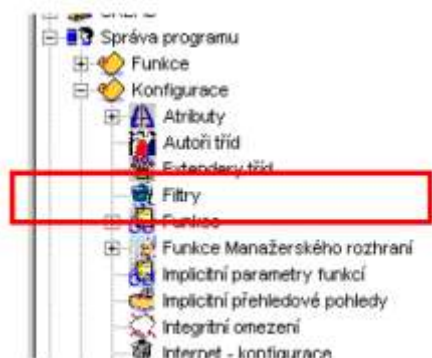 Správa programu
Funkce
Konfigurace
Atributy
Autoři tříd
Extendery tříd
Filtry
Funkce
Funkce Manažerského rozhraní
Implicitní parametry funkcí
Implicitní přehledové pohledy
Integritní omezení
Internet - konfigurace